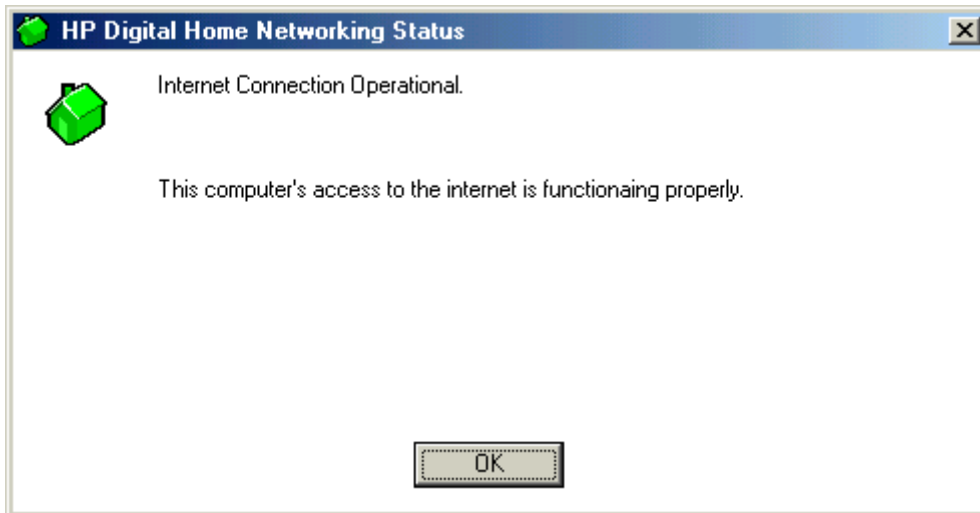 HP Digital Home Networking Status
Internet Connection Operational.
This computer's access to the internet is functionaing properly.
OK